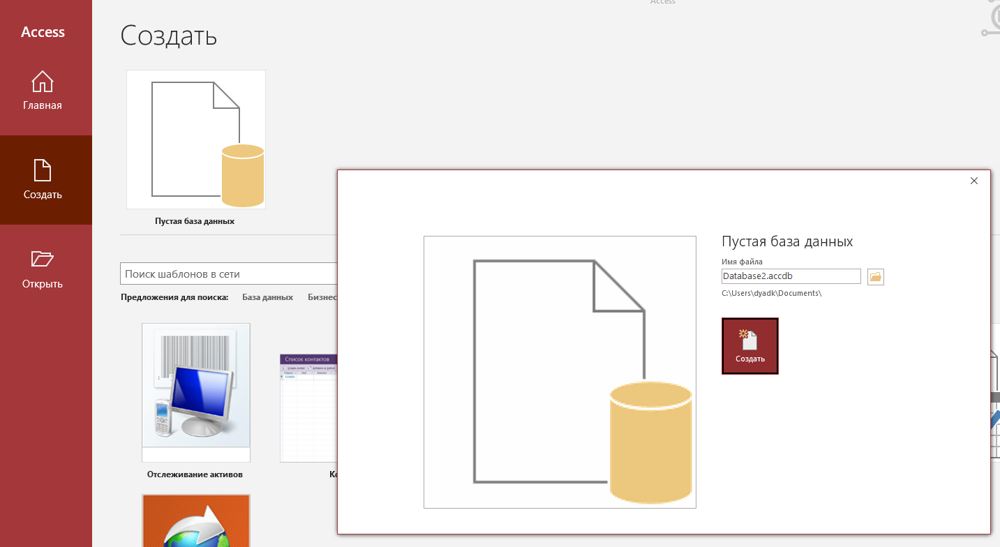 Access
Access
Создать
Главная
Создать
Открыть
Пустая база данных
Поиск шаблонов в сети
Предложения для поиска: База данных Бизнес
Список контактов
Отслеживание активов
Пустая база данных
Имя файла
Database2.accdb
C:\Users\dyadk\Documents\
Создать